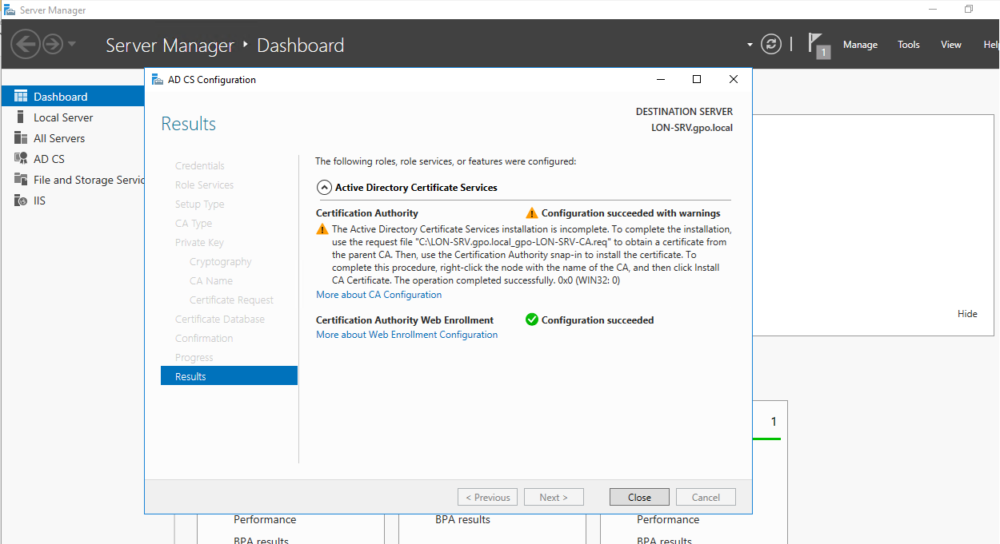 Server Manager
Server Manager ‣ Dashboard
1
Manage
Tools
View
Dashboard
Local Server
All Servers
AD CS
File and Storage
IIS
AD CS Configuration
Results
DESTINATION SERVER
LON-SRV.gpo.local
Credentials
Role Services
Setup Type
CA Type
Private Key
Cryptography
CA Name
Certificate Request
Certificate Database
Confirmation
Progress
Results
The following roles, role services, or features were configured:
Active Directory Certificate Services
Certification Authority
Configuration succeeded with warnings
The Active Directory Certificate Services installation is incomplete. To complete the installation,
use the request file "C:\LON-SRV.gpo.local_gpo-LON-SRV-CA.req" to obtain a certificate from
the parent CA. Then, use the Certification Authority snap-in to install the certificate. To
complete this procedure, right-click the node with the name of the CA, and then click Install
CA Certificate. The operation completed successfully. 0x0 (WIN32: 0)
More about CA Configuration
Certification Authority Web Enrollment
Configuration succeeded
More about Web Enrollment Configuration
< Previous
Next >
Close
Cancel
Hide
1
Performance
BPA results
Performance
BPA results
BPA results